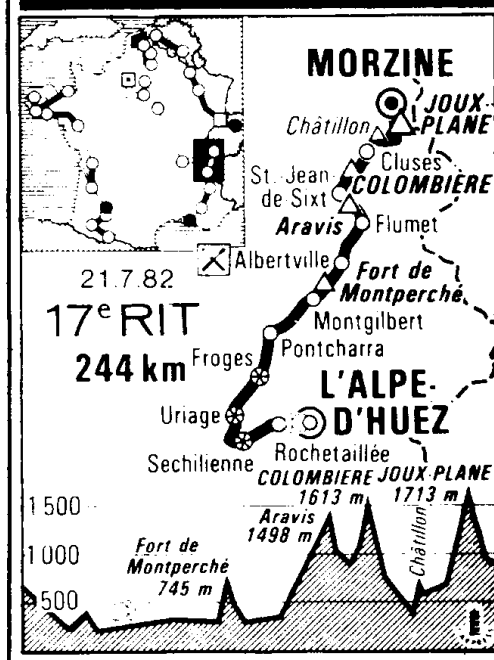 MORZINE
JOUX-
PLANE
Châtillon
Cluses
St. Jean
de Sixt
COLOMBIÈRE
Aravis
Flumet
Albertville
21.7.82
Fort de
Montperché
17e RIT
Montgilbert
244 km
Froges
Pontcharra
L'ALPE-
D'HUEZ
Uriage
Rochetaillée
Sechilienne
COLOMBIERE
1613 m
JOUX-PLANE
1713 m
Aravis
1498 m
Châtillon
Fort de
Montperché
745 m
1500
1000
500